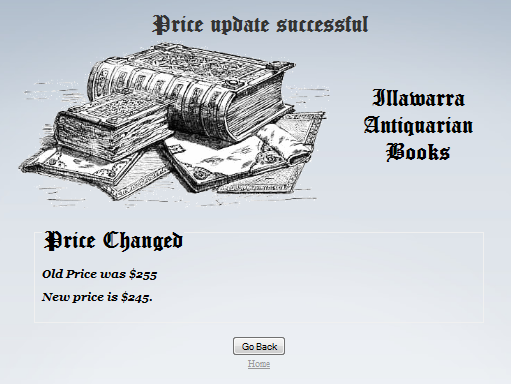 Price update successful
Illawarra
Antiquarian
Books
Price Changed
Old Price was $255
New price is $245.
Go Back
Home